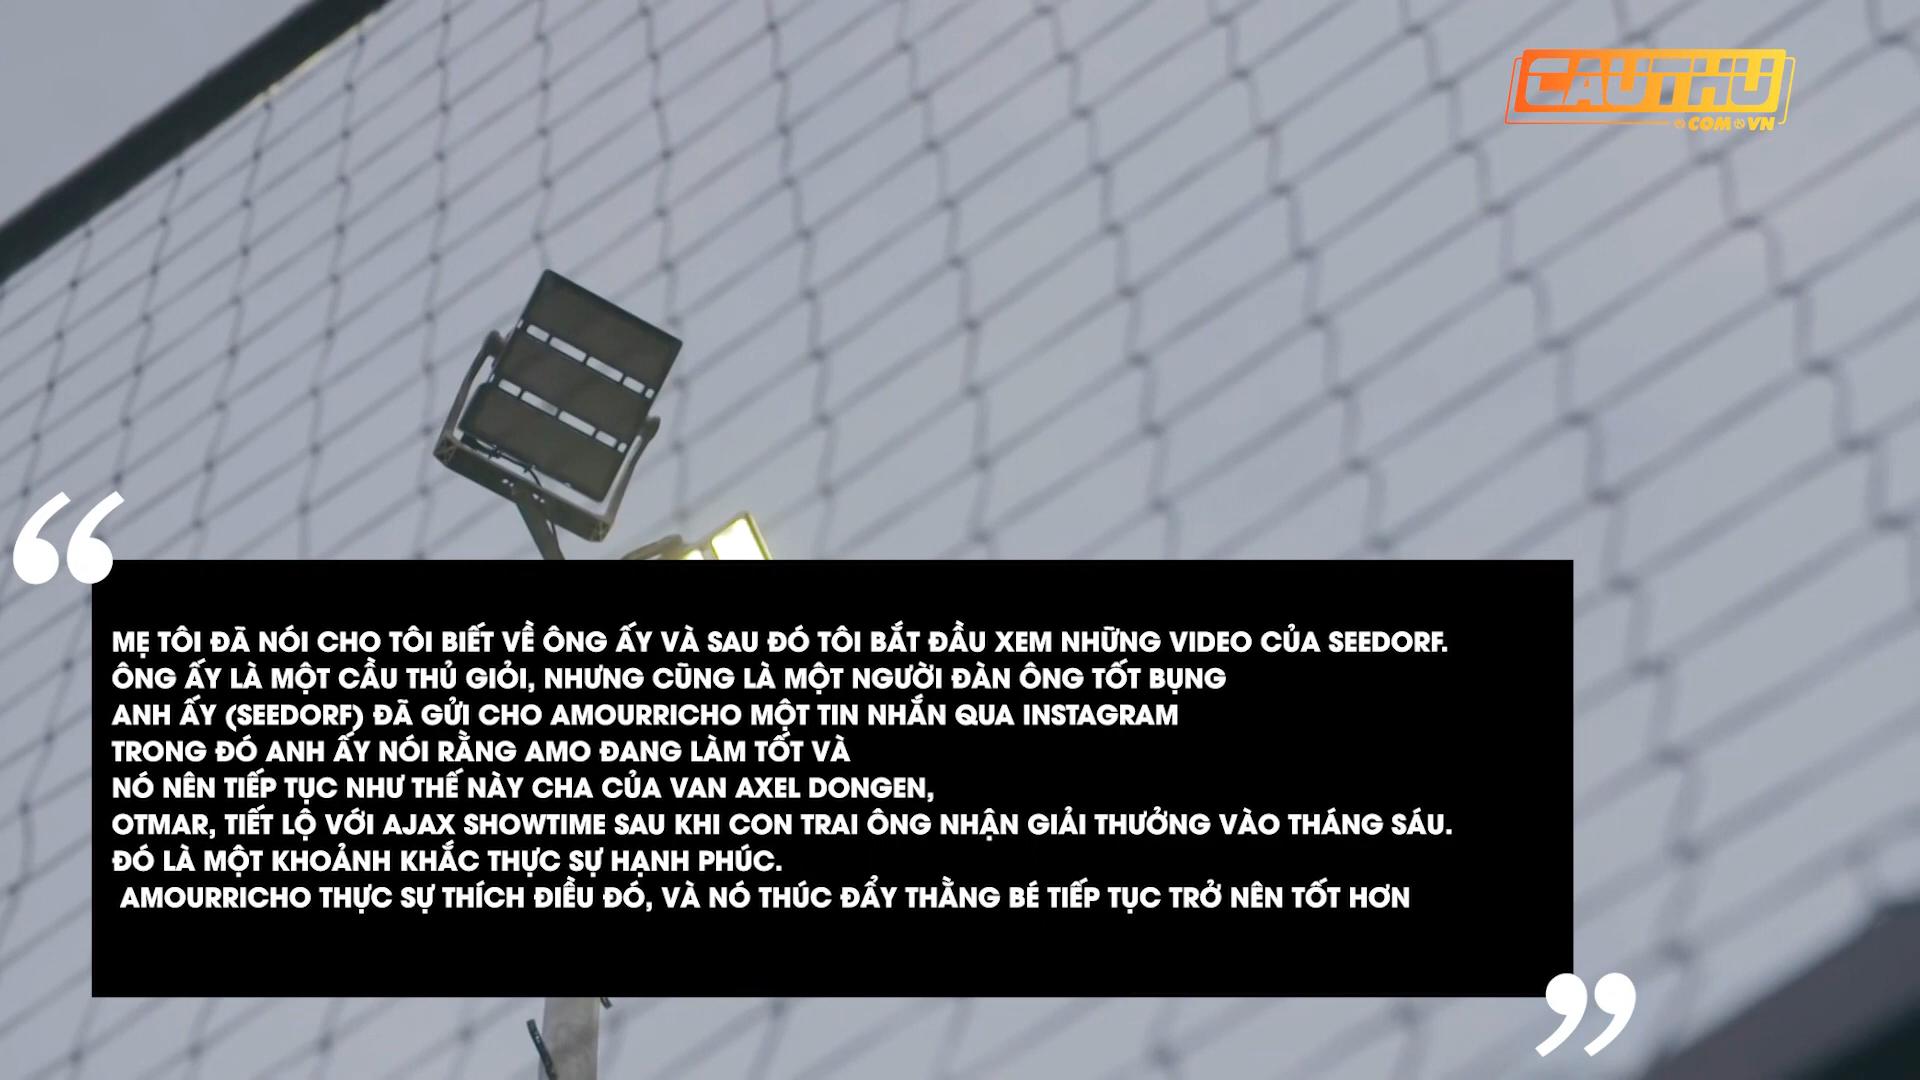 CAUTHU
COM VN
“
MẸ TÔI ĐÃ NÓI CHO TÔI BIẾT VỀ ÔNG ẤY VÀ SAU ĐÓ TÔI BẮT ĐẦU XEM NHỮNG VIDEO CỦA SEEDORF.
ÔNG ẤY LÀ MỘT CẦU THỦ GIỎI, NHƯNG CŨNG LÀ MỘT NGƯỜI ĐÀN ÔNG TỐT BỤNG
ANH ẤY (SEEDORF) ĐÃ GỬI CHO AMOURRICHO MỘT TIN NHẮN QUA INSTAGRAM
TRONG ĐÓ ANH ẤY NÓI RẰNG AMO ĐANG LÀM TỐT VÀ
NÓ NÊN TIẾP TỤC NHƯ THẾ NÀY CHA CỦA VAN AXEL DONGEN,
OTMAR, TIẾT LỘ VỚI AJAX SHOWTIME SAU KHI CON TRAI ÔNG NHẬN GIẢI THƯỞNG VÀO THÁNG SÁU.
ĐÓ LÀ MỘT KHOẢNH KHẮC THỰC SỰ HẠNH PHÚC.
AMOURRICHO THỰC SỰ THÍCH ĐIỀU ĐÓ, VÀ NÓ THÚC ĐẨY THẰNG BÉ TIẾP TỤC TRỞ NÊN TỐT HƠN
”